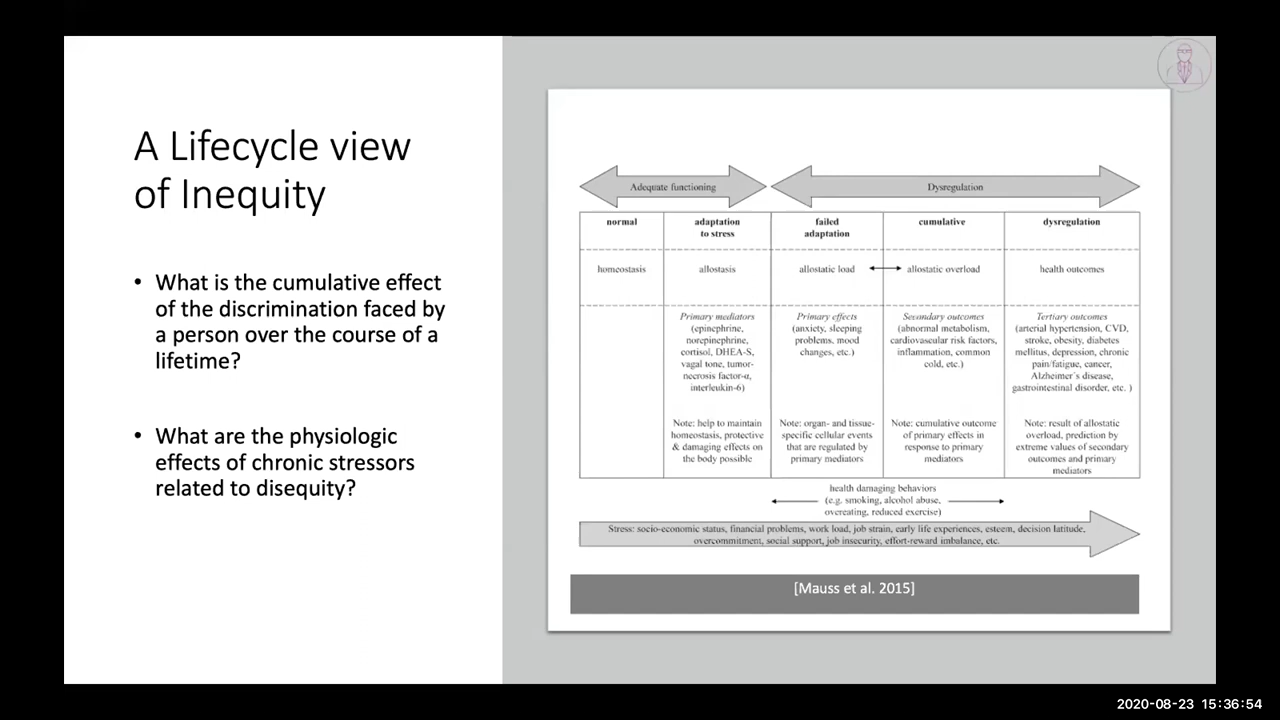 A Lifecycle view
of Inequity
• What is the cumulative effect
of the discrimination faced by
a person over the course of a
lifetime?
• What are the physiologic
effects of chronic stressors
related to disequity?
Adequate functioning
Dysregulation
normal
adaptation
to stress
failed
adaptation
cumulative
dysregulation
homeostasis
allostasis
allostatic load
allostatic overload
health outcomes
Primary mediators
(epinephrine,
norepinephrine,
cortisol, DHEA-S,
vagal tone, tumor-
necrosis factor-α,
interleukin-6)
Primary effects
(anxiety, sleeping
problems, mood
changes, etc.)
Secondary outcomes
(abnormal metabolism,
cardiovascular risk factors,
inflammation, common
cold, etc.)
Tertiary outcomes
(arterial hypertension, CVD,
stroke, obesity, diabetes
mellitus, depression, chronic
pain/fatigue, cancer,
Alzheimer´s disease,
gastrointestinal disorder, etc. )
Note: help to maintain
homeostasis, protective
& damaging effects on
the body possible
Note: organ- and tissue-
specific cellular events
that are regulated by
primary mediators
Note: cumulative outcome
of primary effects in
response to primary
mediators
Note: result of allostatic
overload, prediction by
extreme values of secondary
outcomes and primary
mediators
health damaging behaviors
(e.g. smoking, alcohol abuse,
overeating, reduced exercise)
Stress: socio-economic status, financial problems, work load, job strain, early life experiences, esteem, decision latitude,
overcommitment, social support, job insecurity, effort-reward imbalance, etc.
[Mauss et al. 2015]
2020-08-23 15:36:54